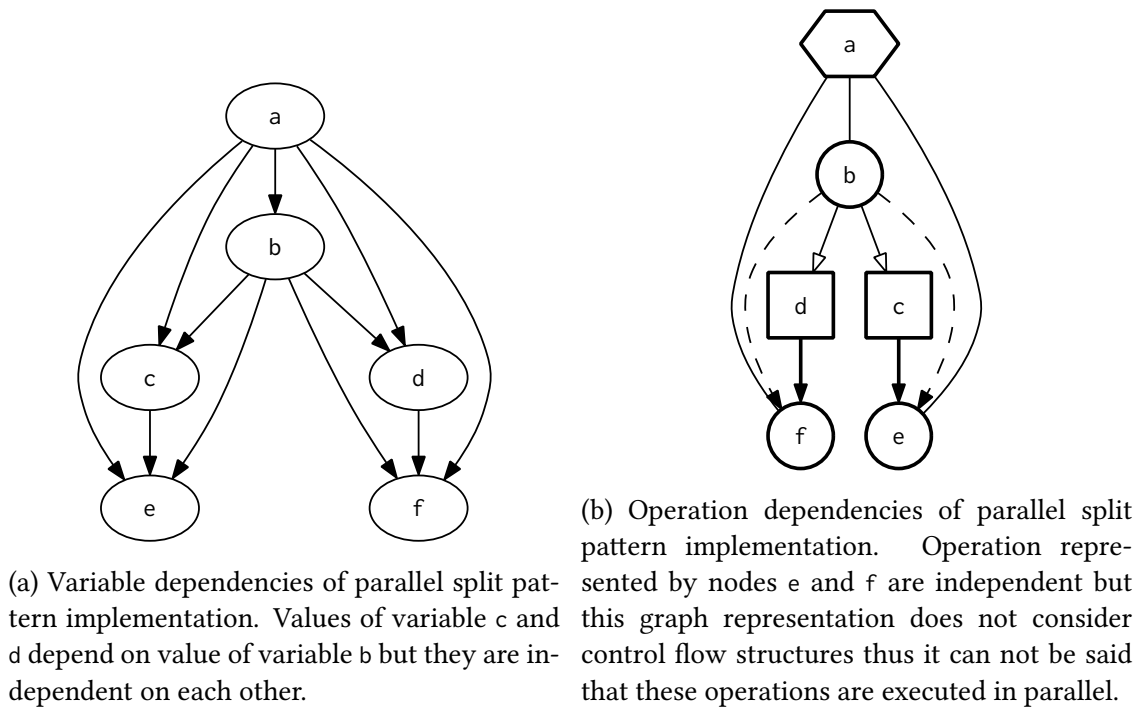 a
b
c
d
e
f
(a) Variable dependencies of parallel split pat-
tern implementation. Values of variable c and
d depend on value of variable b but they are in-
dependent on each other.
a
b
d
c
f
e
(b) Operation dependencies of parallel split
pattern implementation. Operation repre-
sented by nodes e and f are independent but
this graph representation does not consider
control flow structures thus it can not be said
that these operations are executed in parallel.